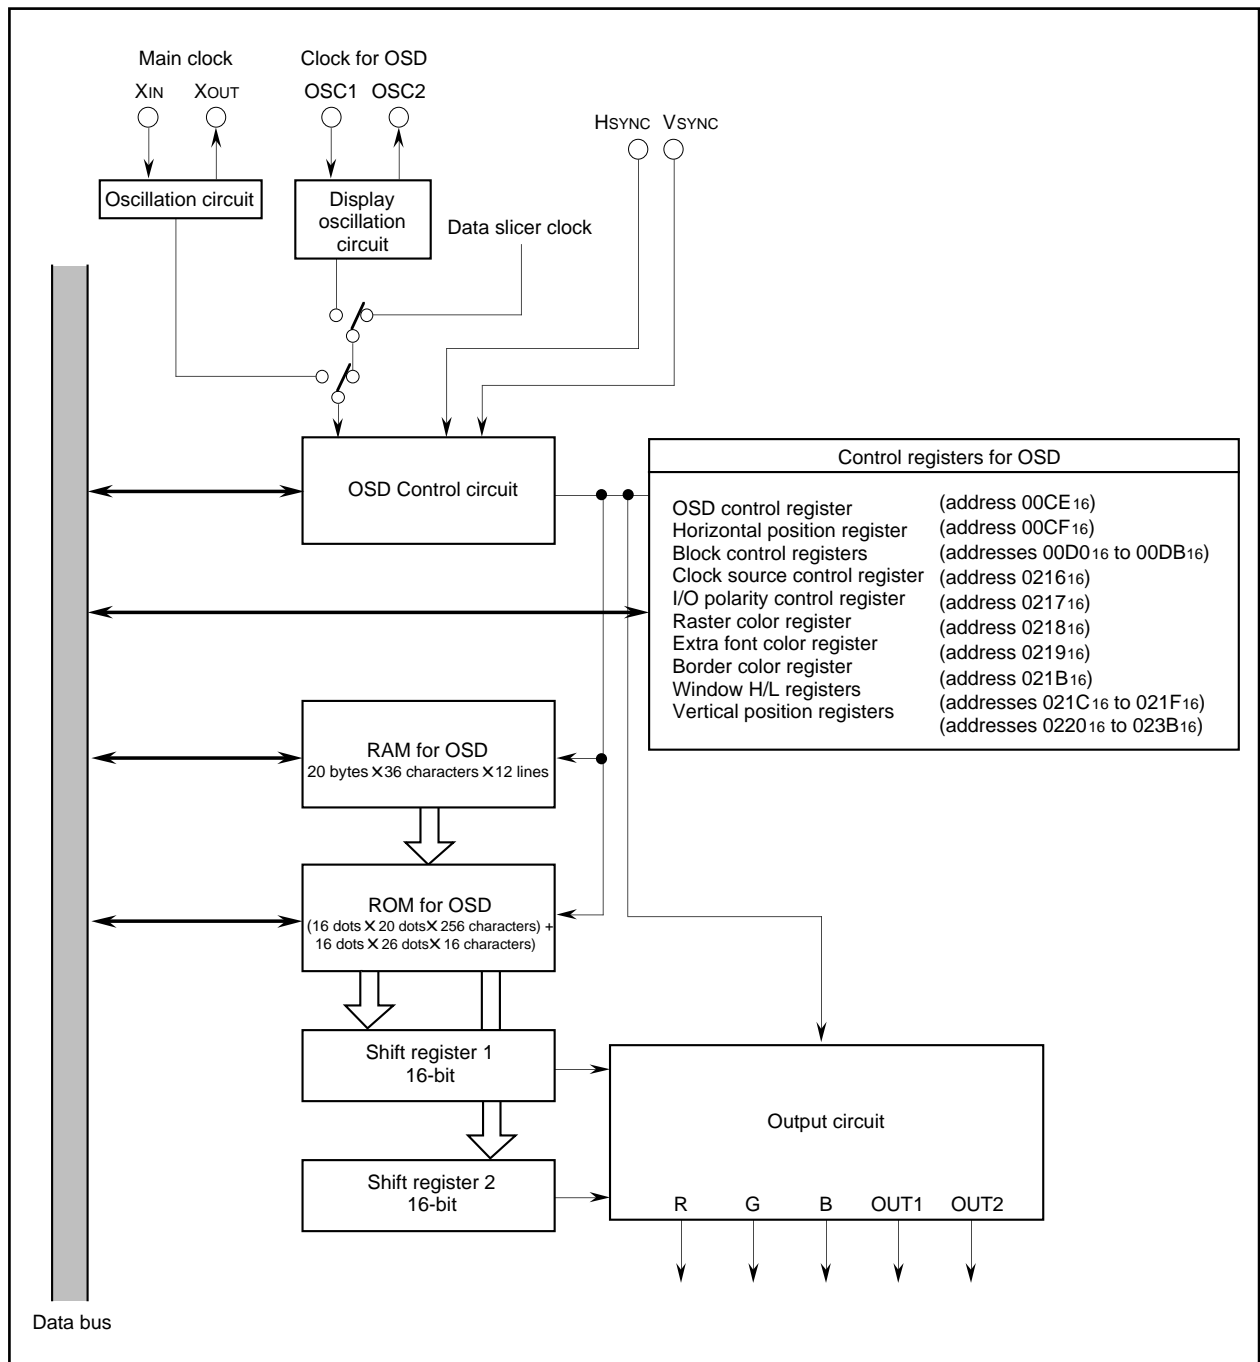 Main clock
Clock for OSD
XIN XOUT OSC1 OSC2
HSYNC VSYNC
Oscillation circuit
Display
oscillation
circuit
Data slicer clock
OSD Control circuit
Control registers for OSD
OSD control register (address 00CE16)
Horizontal position register (address 00CF16)
Block control registers (addresses 00D016 to 00DB16)
Clock source control register (address 021616)
I/O polarity control register (address 021716)
Raster color register (address 021816)
Extra font color register (address 021916)
Border color register (address 021B16)
Window H/L registers (addresses 021C16 to 021F16)
Vertical position registers (addresses 022016 to 023B16)
RAM for OSD
20 bytes ✕ 36 characters ✕ 12 lines
ROM for OSD
(16 dots ✕ 20 dots ✕ 256 characters) +
16 dots ✕ 26 dots ✕ 16 characters)
Shift register 1
16-bit
Output circuit
Shift register 2
16-bit
R G B OUT1 OUT2
Data bus